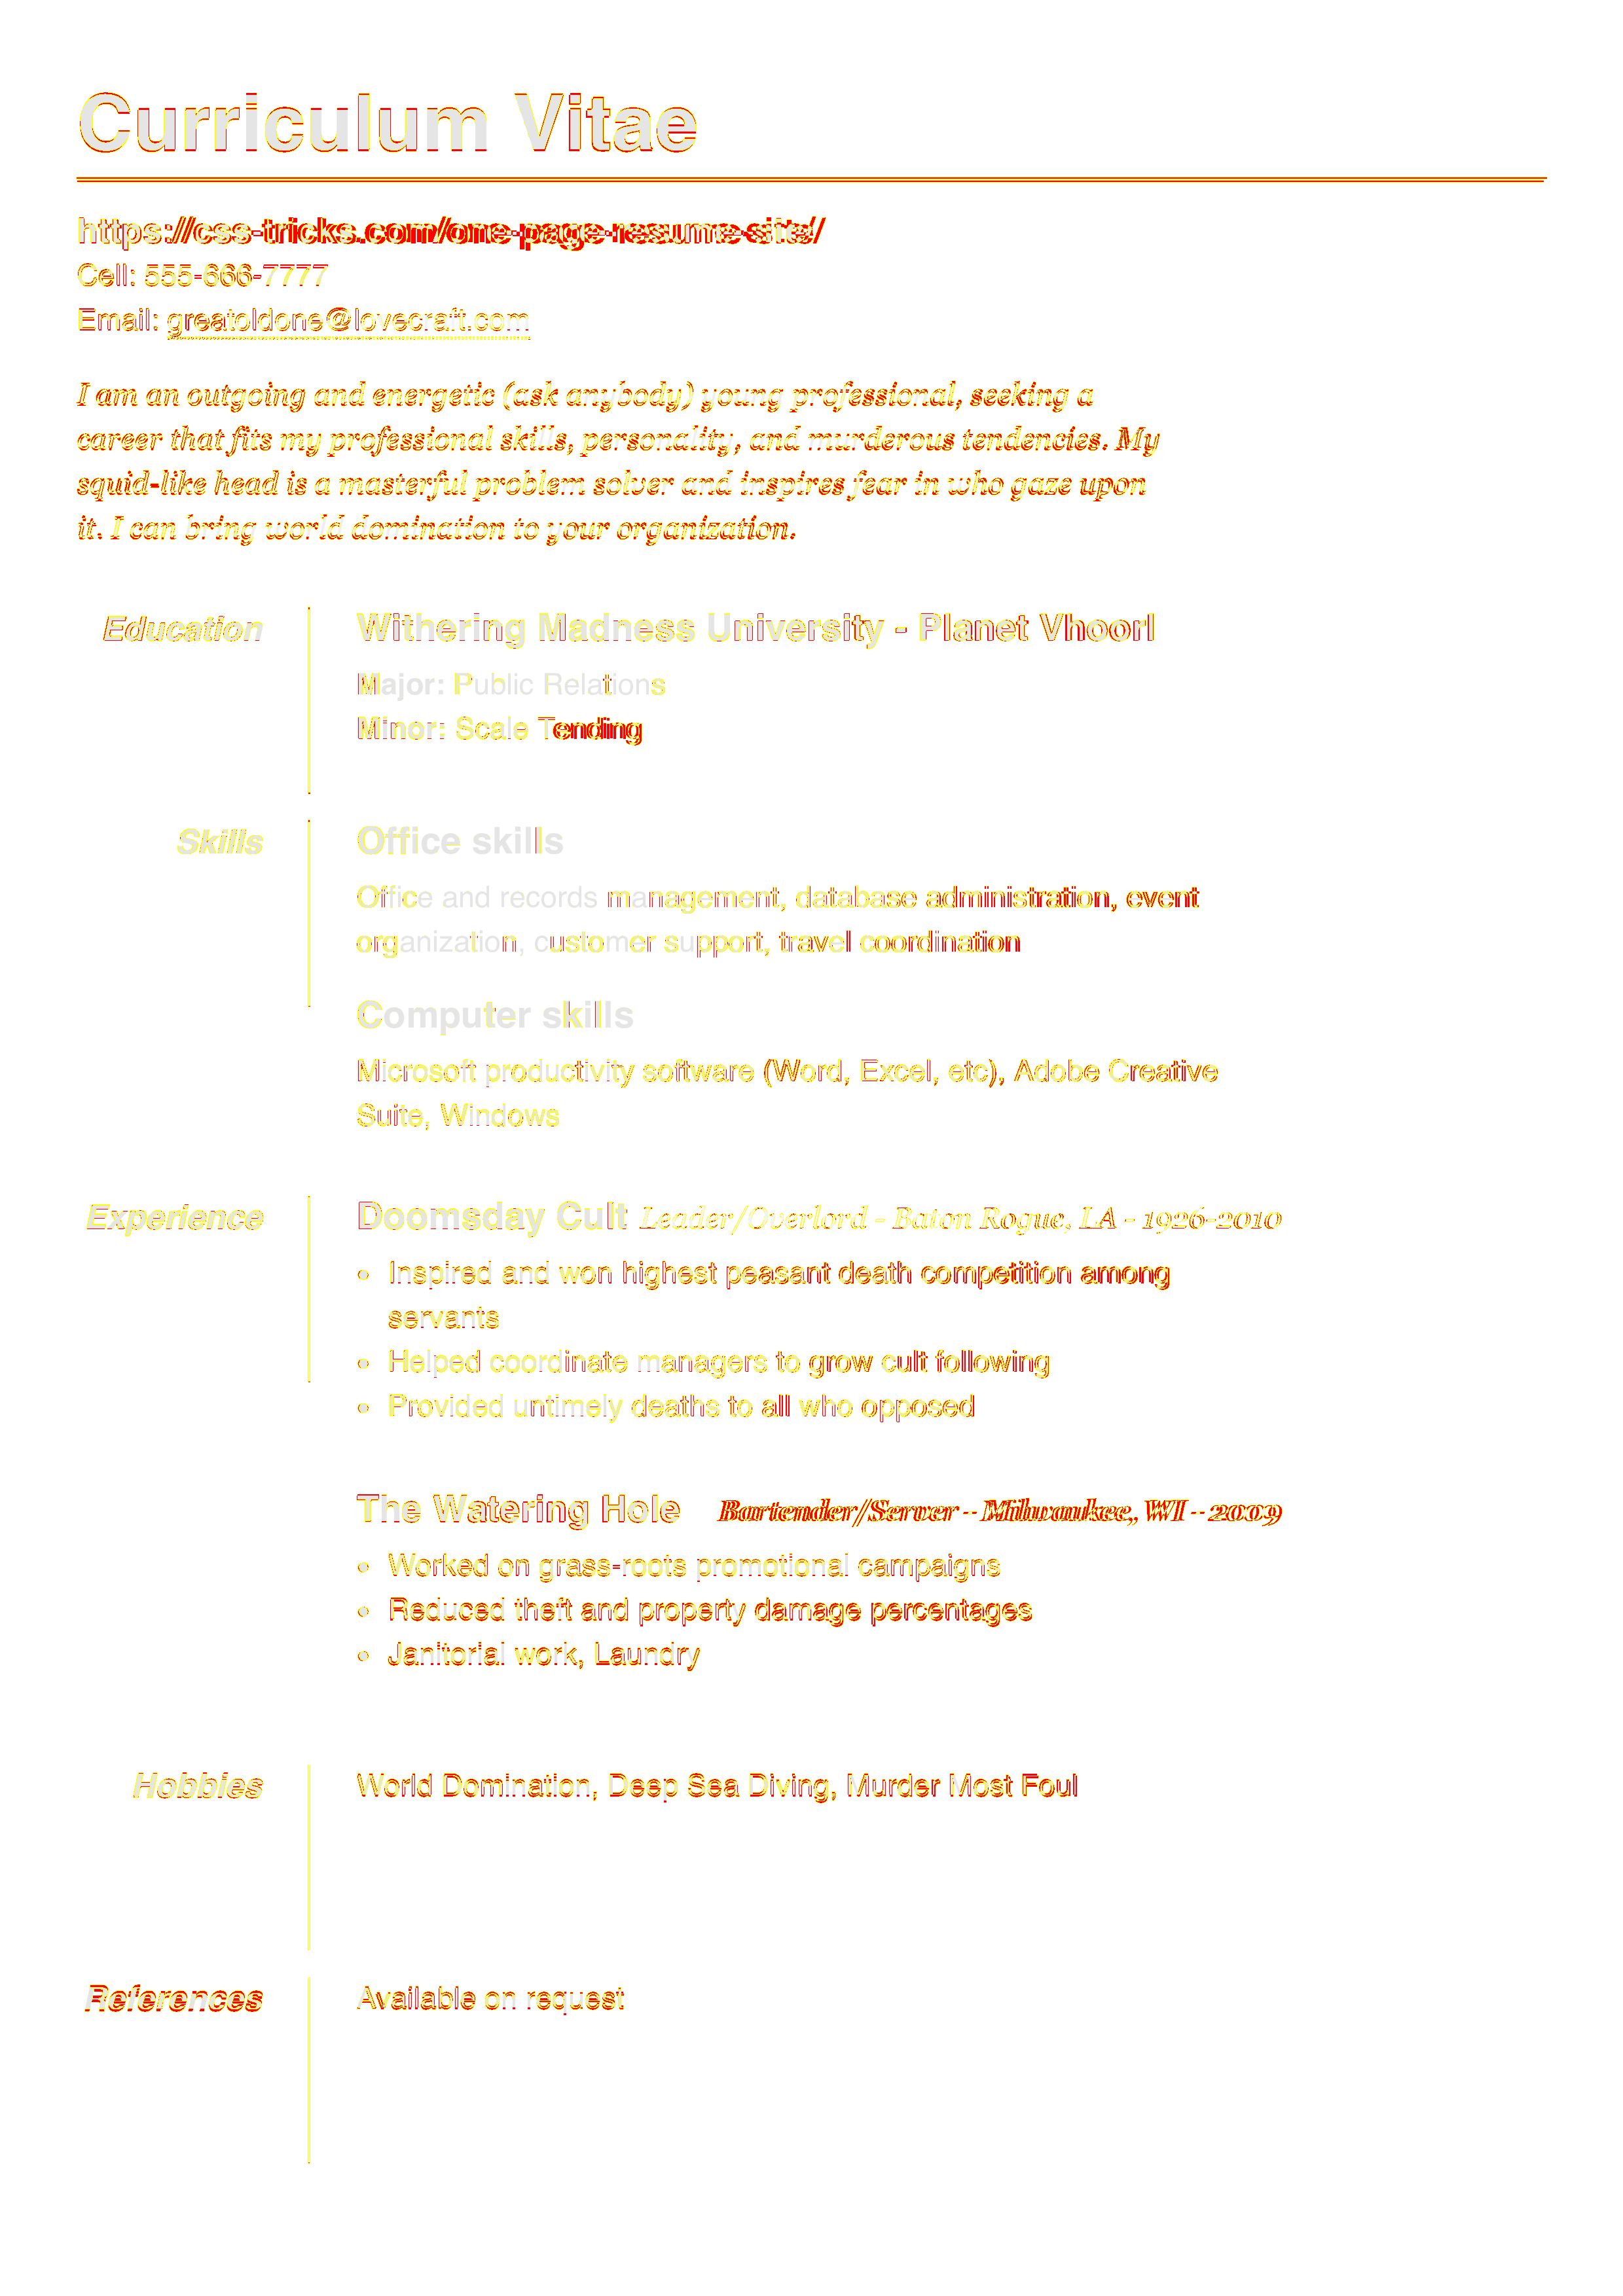 Curriculum Vitae
https://css-tricks.com/one-page-resume-site/
Cell: 555-666-7777
Email: greatoldone@lovecraft.com
I am an outgoing and energetic (ask anybody) young professional, seeking a
career that fits my professional skills, personality, and murderous tendencies. My
squid-like head is a masterful problem solver and inspires fear in who gaze upon
it. I can bring world domination to your organization.
Education
Withering Madness University - Planet Vhoorl
Major: Public Relations
Minor: Scale Tending
Skills
Office skills
Office and records management, database administration, event
organization, customer support, travel coordination
Computer skills
Microsoft productivity software (Word, Excel, etc), Adobe Creative
Suite, Windows
Experience
Doomsday Cult Leader/Overlord - Baton Rogue, LA - 1926-2010
• Inspired and won highest peasant death competition among
servants
• Helped coordinate managers to grow cult following
• Provided untimely deaths to all who opposed
The Watering Hole Bartender/Server - Milwaukee, WI - 2009
• Worked on grass-roots promotional campaigns
• Reduced theft and property damage percentages
• Janitorial work, Laundry
Hobbies
World Domination, Deep Sea Diving, Murder Most Foul
References
Available on request